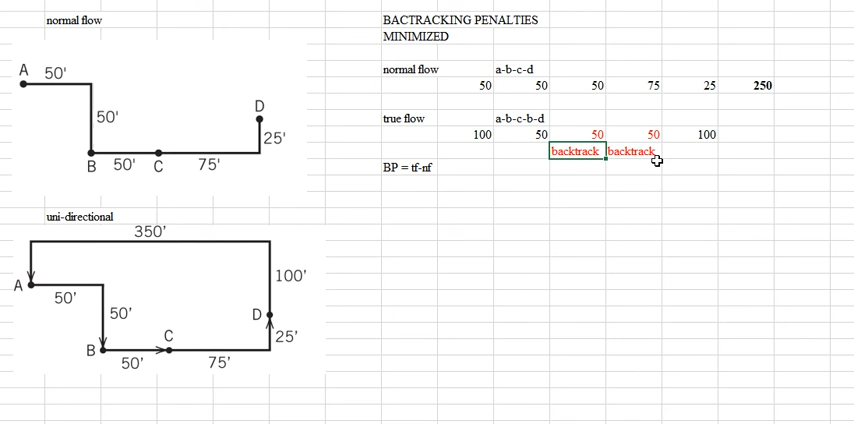 normal flow
A 50'
50'
D
25'
B 50' C 75'
uni-directional
350'
A
50'
50'
100'
D
C
B
25'
50' 75'
BACTRACKING PENALTIES
MINIMIZED
normal flow a-b-c-d
50 50 50 75 25 250
true flow a-b-c-b-d
100 50 50 50 100
backtrack backtrack
BP = tf-nf